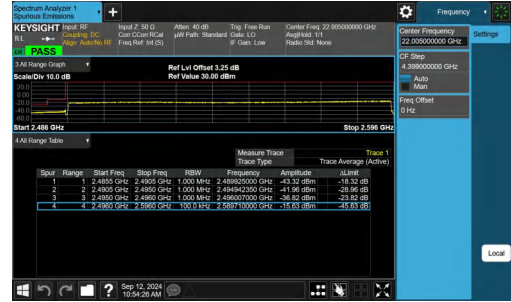 Spectrum Analyzer 1
Spurious Emissions
+
Frequency
KEYSIGHT
Input: RF
Input Z: 50 Ω
Atten: 40 dB
Trig: Free Run
Center Freq: 22.005000000 GHz
RL
Coupling: DC
Corr CCorr RCal
µW Path: Standard
Gate: LO
Avg|Hold: 1/1
Align: Auto/No RF
Freq Ref: Int (S)
IF Gain: Low
Radio Std: None
PASS
Center Frequency
22.005000000 GHz
Settings
CF Step
4.399000000 GHz
Auto
Man
Freq Offset
0 Hz
Local
3 All Range Graph
Ref Lvl Offset 3.25 dB
Scale/Div 10.0 dB
Ref Value 30.00 dBm
20.0
0.00
-20.0
-40.0
-60.0
Start 2.486 GHz
Stop 2.596 GHz
4 All Range Table
Measure Trace
Trace 1
Trace Type
Trace Average (Active)
Spur Range Start Freq Stop Freq RBW Frequency Amplitude ΔLimit
1 1 2.4855 GHz 2.4905 GHz 1.000 MHz 2.489925000 GHz -43.32 dBm -18.32 dB
2 2 2.4905 GHz 2.4950 GHz 1.000 MHz 2.494942350 GHz -41.96 dBm -28.96 dB
3 3 2.4950 GHz 2.4960 GHz 1.000 MHz 2.496007000 GHz -36.82 dBm -23.82 dB
4 4 2.4960 GHz 2.5960 GHz 100.0 kHz 2.589710000 GHz -15.63 dBm -45.63 dB
?
Sep 12, 2024
10:54:26 AM